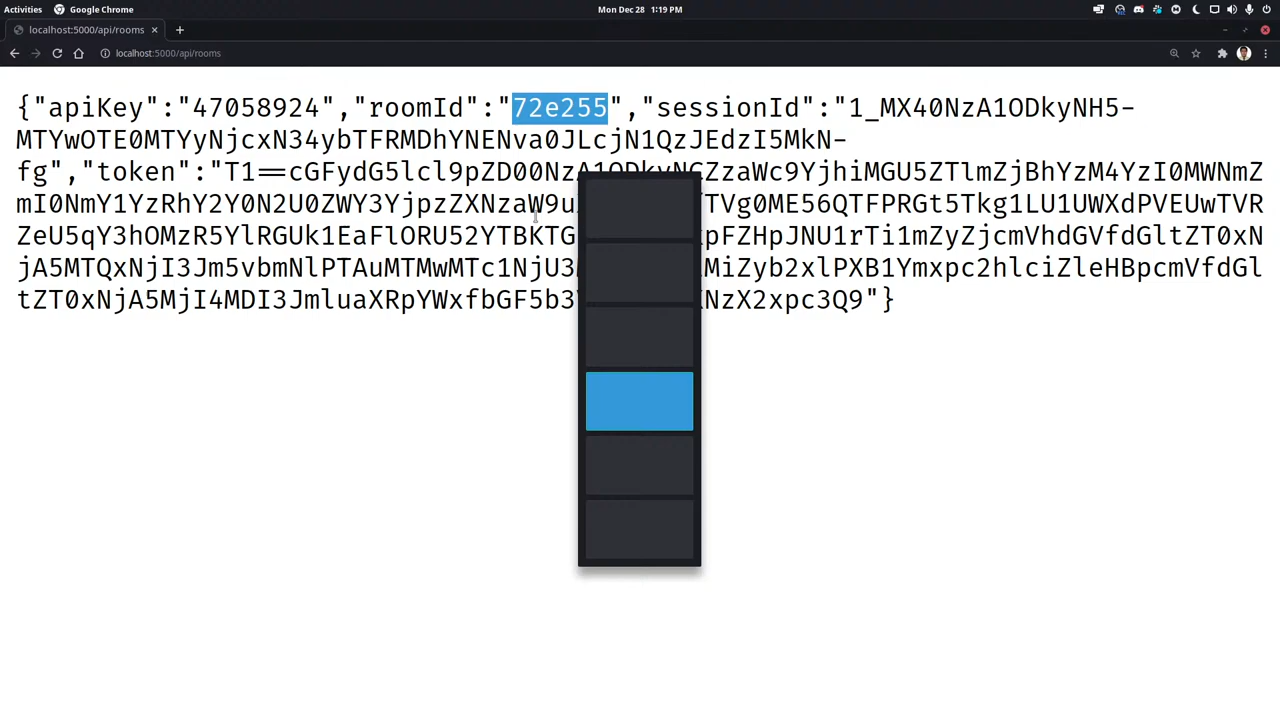 Activities Google Chrome Mon Dec 28 1:19 PM
localhost:5000/api/rooms
localhost:5000/api/rooms
{"apiKey":"47058924","roomId":"72e255","sessionId":"1_MX40NzA1ODkyNH5-
MTYwOTE0MTYyNjcxN34ybTFRMDhYNENva0JLcjN1QzJEdzI5MkN-
fg","token":"T1==cGFydG5lcl9pZD00NzA1ODkyNCZzaWc9YjhiMGU5ZTlmZjBhYzM4YzI0MWNmZ
mI0NmY1YzRhY2Y0N2U0ZWY3YjpzZXNzaW9u TVg0ME56QTFPRGt5Tkg1LU1UWXdPVEUwTVR
ZeU5qY3hOMzR5YlRGUk1EaFlORU52YTBKTG pFZHpJNU1rTi1mZyZjcmVhdGVfdGltZT0xN
jA5MTQxNjI3Jm5vbmNlPTAuMTMwMTc1NjU3 MiZyb2xlPXB1Ymxpc2hlciZleHBpcmVfdGl
tZT0xNjA5MjI4MDI3JmluaXRpYWxfbGF5b3 NzX2xpc3Q9"}